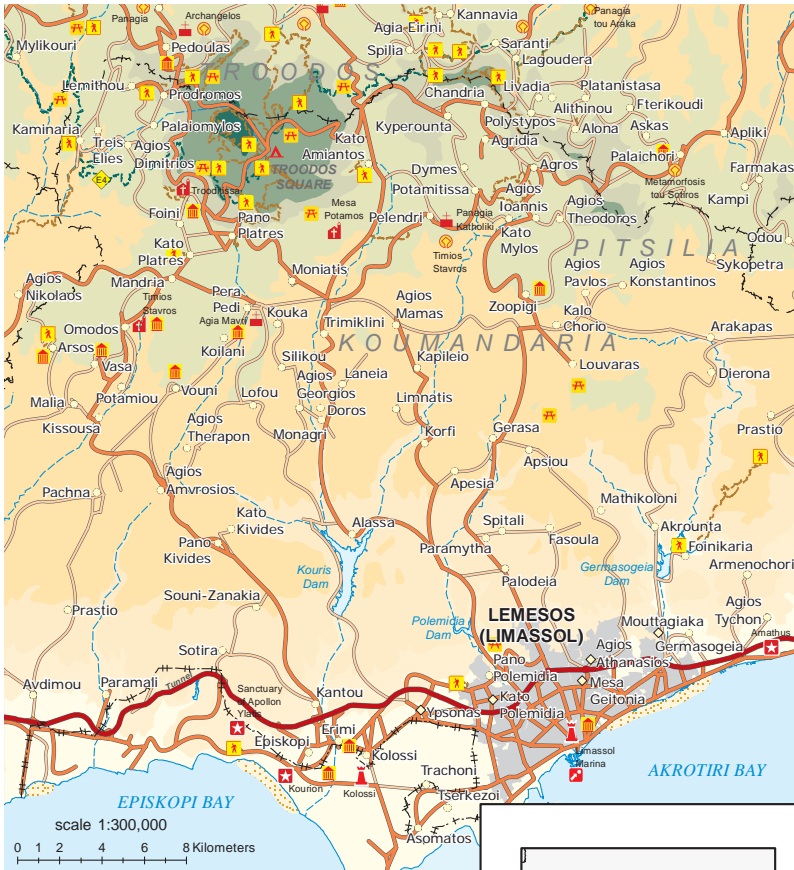 Panagia
Archangelos
Kannavia
Panagia
tou Araka
Agia Eirini
Mylikouri
Pedoulas
Spilia
Saranti
Lagoudera
TROODOS
Lemithou
Prodromos
Chandria
Livadia
Platanistasa
Alithinou
Fterikoudi
Kaminaria
Palaiomylos
Kyperounta
Polystypos
Alona
Askas
Apliki
Treis
Elies
Agios
Dimitrios
Kato
Amiantos
Agridia
Palaichori
E4
TROODOS
SQUARE
Dymes
Agros
Farmakas
Trooditissa
Potamitissa
Agios
Ioannis
Metamorfosis
tou Sotiros
Kampi
Foini
Mesa
Potamos
Pelendri
Panagia
Katholiki
Agios
Theodoros
Pano
Platres
Kato
Mylos
PITSILIA
Odou
Kato
Platres
Timios
Stavros
Sykopetra
Moniatis
Agios
Pavlos
Agios
Konstantinos
Agios
Nikolaos
Mandria
Timios
Stavros
Pera
Pedi
Agia Mavri
Kouka
Agios
Mamas
Zoopigi
Kalo
Chorio
Omodos
Trimiklini
Arakapas
Arsos
Koilani
KOUMANDARIA
Vasa
Silikou
Kapileio
Louvaras
Dierona
Agios
Georgios
Laneia
Malia
Potamiou
Vouni
Lofou
Doros
Limnatis
Kissousa
Agios
Therapon
Monagri
Korfi
Gerasa
Prastio
Apsiou
Agios
Amvrosios
Apesia
Pachna
Mathikoloni
Kato
Kivides
Alassa
Spitali
Akrounta
Fasoula
Pano
Kivides
Paramytha
Foinikaria
Kouris
Dam
Germasogeia
Dam
Armenochori
Palodeia
Souni-Zanakia
Prastio
LEMESOS
(LIMASSOL)
Agios
Tychon
Polemidia
Dam
Mouttagiaka
Amathus
Sotira
Agios
Athanasios
Germasogeia
Pano
Polemidia
Avdimou
Paramali
Tunnel
Sanctuary
of Apollon
Ylatis
Kantou
Mesa
Geitonia
Kato
Polemidia
Ypsonas
Erimi
Episkopi
Kolossi
Limassol
Marina
Trachoni
AKROTIRI BAY
Kourion
Kolossi
EPISKOPI BAY
Tserkezoi
scale 1:300,000
Asomatos
0 1 2 4 6 8 Kilometers